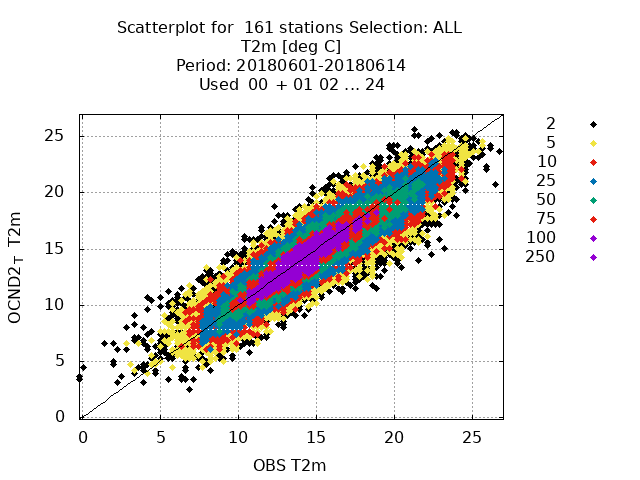 Scatterplot for 161 stations Selection: ALL
T2m [deg C]
Period: 20180601-20180614
Used 00 + 01 02 ... 24
2
5
10
25
50
75
100
250
25
20
15
10
5
0
OCND2_T T2m
0 5 10 15 20 25
OBS T2m